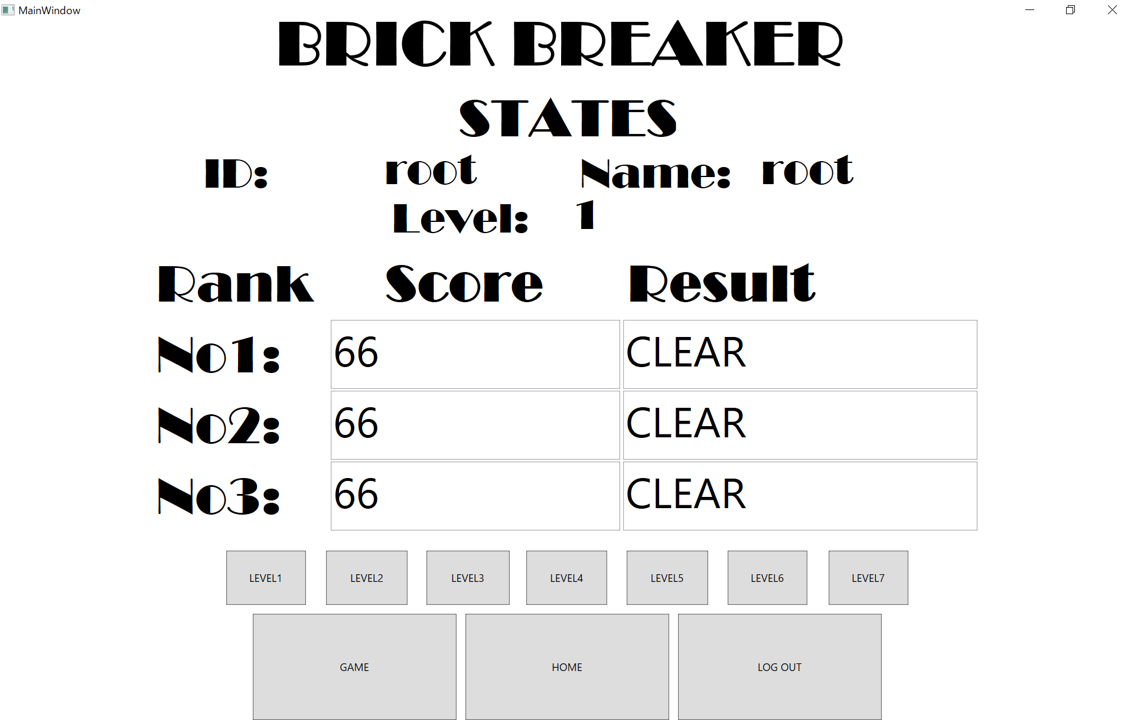 MainWindow
BRICK BREAKER
STATES
ID: root Name: root
Level: 1
Rank Score Result
No1: 66 CLEAR
No2: 66 CLEAR
No3: 66 CLEAR
LEVEL1 LEVEL2 LEVEL3 LEVEL4 LEVEL5 LEVEL6 LEVEL7
GAME HOME LOG OUT